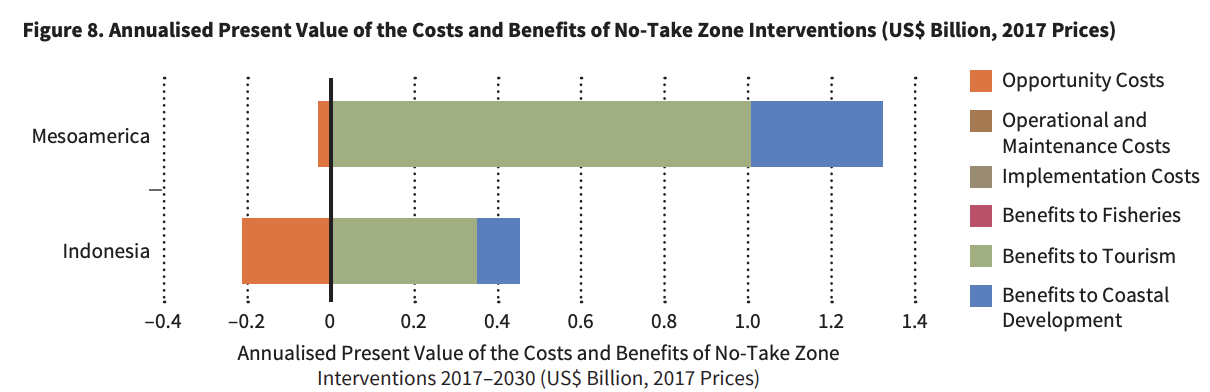 Figure 8. Annualised Present Value of the Costs and Benefits of No-Take Zone Interventions (US$ Billion, 2017 Prices)
Mesoamerica
Indonesia
–0.4 –0.2 0 0.2 0.4 0.6 0.8 1.0 1.2 1.4
Annualised Present Value of the Costs and Benefits of No-Take Zone
Interventions 2017–2030 (US$ Billion, 2017 Prices)
Opportunity Costs
Operational and
Maintenance Costs
Implementation Costs
Benefits to Fisheries
Benefits to Tourism
Benefits to Coastal
Development